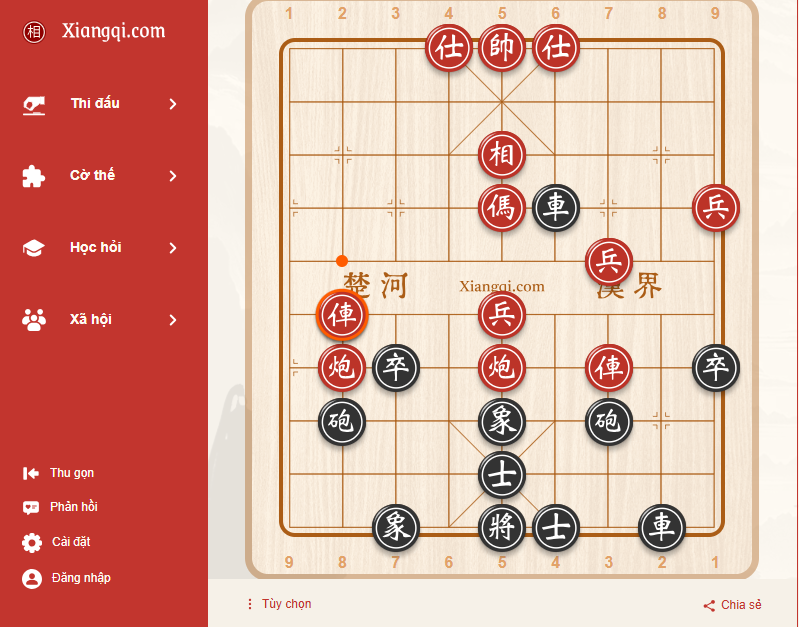 相 Xiangqi.com
Thi đấu
Cờ thế
Học hỏi
Xã hội
Thu gọn
Phản hồi
Cài đặt
Đăng nhập
1 2 3 4 5 6 7 8 9
仕 帥 仕
相
傌 車 兵
兵
楚河 Xiangqi.com 漢界
俥 兵
炮 卒 炮 俥 卒
砲 象 砲
士
象 將 士 車
9 8 7 6 5 4 3 2 1
Tùy chọn
Chia sẻ